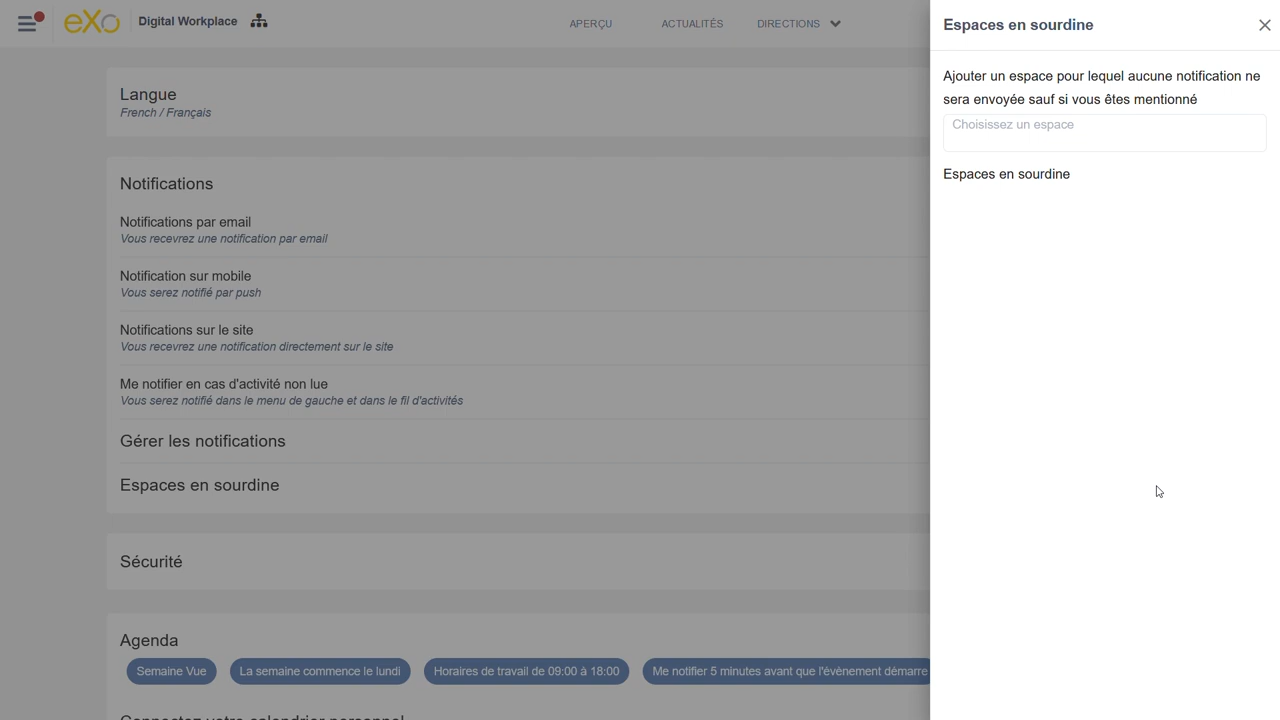 eXo
Digital Workplace
APERÇU
ACTUALITÉS
DIRECTIONS
Langue
French / Français
Notifications
Notifications par email
Vous recevrez une notification par email
Notification sur mobile
Vous serez notifié par push
Notifications sur le site
Vous recevrez une notification directement sur le site
Me notifier en cas d'activité non lue
Vous serez notifié dans le menu de gauche et dans le fil d'activités
Gérer les notifications
Espaces en sourdine
Sécurité
Agenda
Semaine Vue
La semaine commence le lundi
Horaires de travail de 09:00 à 18:00
Me notifier 5 minutes avant que l'évènement démarre
Connectez votre calendrier personnel
Espaces en sourdine
Ajouter un espace pour lequel aucune notification ne
sera envoyée sauf si vous êtes mentionné
Choisissez un espace
Espaces en sourdine